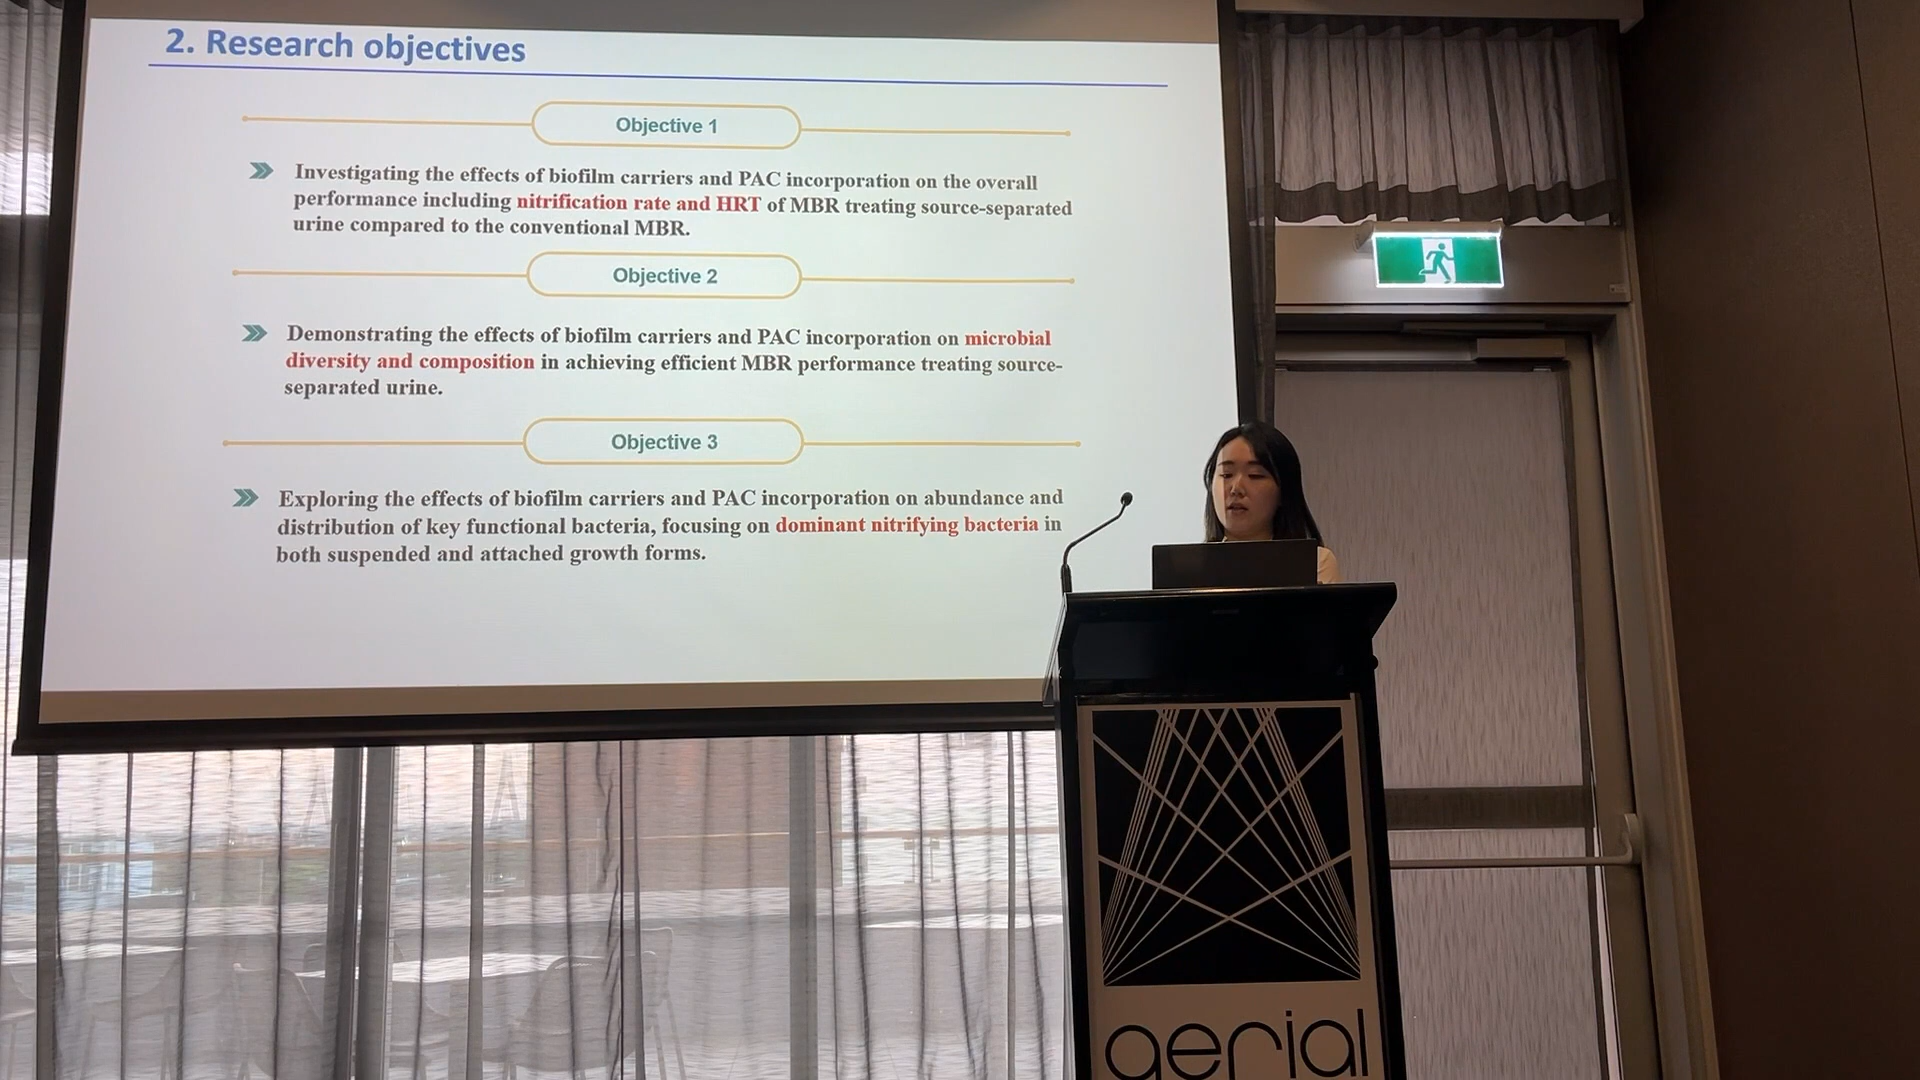 2. Research objectives
Objective 1
Investigating the effects of biofilm carriers and PAC incorporation on the overall
performance including nitrification rate and HRT of MBR treating source-separated
urine compared to the conventional MBR.
Objective 2
Demonstrating the effects of biofilm carriers and PAC incorporation on microbial
diversity and composition in achieving efficient MBR performance treating source-
separated urine.
Objective 3
Exploring the effects of biofilm carriers and PAC incorporation on abundance and
distribution of key functional bacteria, focusing on dominant nitrifying bacteria in
both suspended and attached growth forms.
aerial